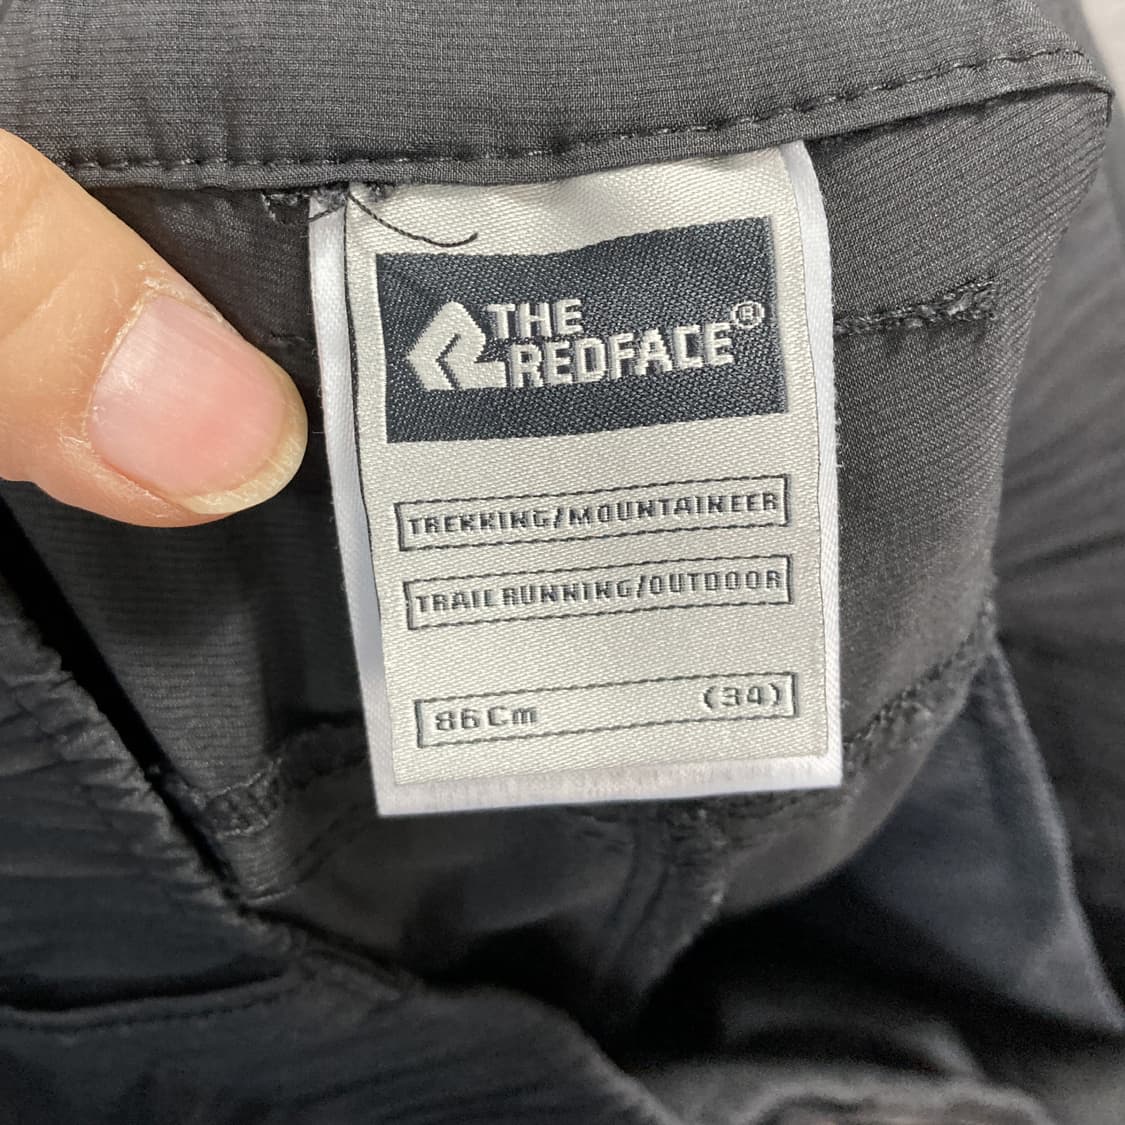 THE
REDFACE®
TREKKING/MOUNTAINEER
TRAIL RUNNING/OUTDOOR
86Cm (34)